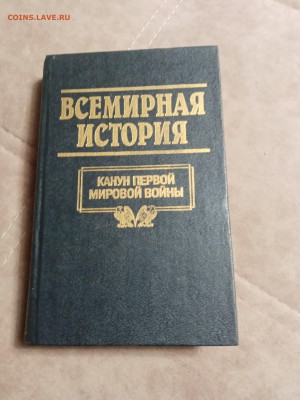 COINS.LAVE.RU
ВСЕМИРНАЯ
ИСТОРИЯ
КАНУН ПЕРВОЙ
МИРОВОЙ ВОЙНЫ